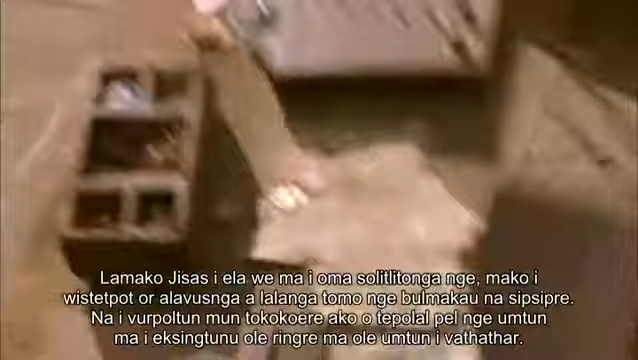 Lamako Jisas i ela we ma i oma solitlitonga nge, mako i
wistetpot or alavusnga a lalanga tomo nge bulmakau na sipsipre.
Na i vurpoltun mun tokokoere ako o tepolal pel nge umtun
ma i eksingtunu ole ringre ma ole umtun i vathathar.